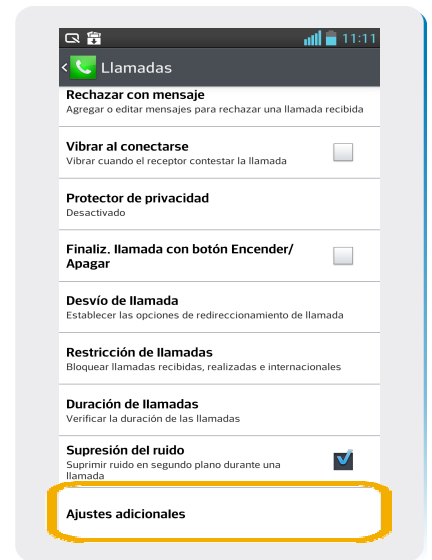 11:11
Llamadas
Rechazar con mensaje
Agregar o editar mensajes para rechazar una llamada recibida
Vibrar al conectarse
Vibrar cuando el receptor contestar la llamada
Protector de privacidad
Desactivado
Finaliz. llamada con botón Encender/
Apagar
Desvío de llamada
Establecer las opciones de redireccionamiento de llamada
Restricción de llamadas
Bloquear llamadas recibidas, realizadas e internacionales
Duración de llamadas
Verificar la duración de las llamadas
Supresión del ruido
Suprimir ruido en segundo plano durante una
llamada
Ajustes adicionales